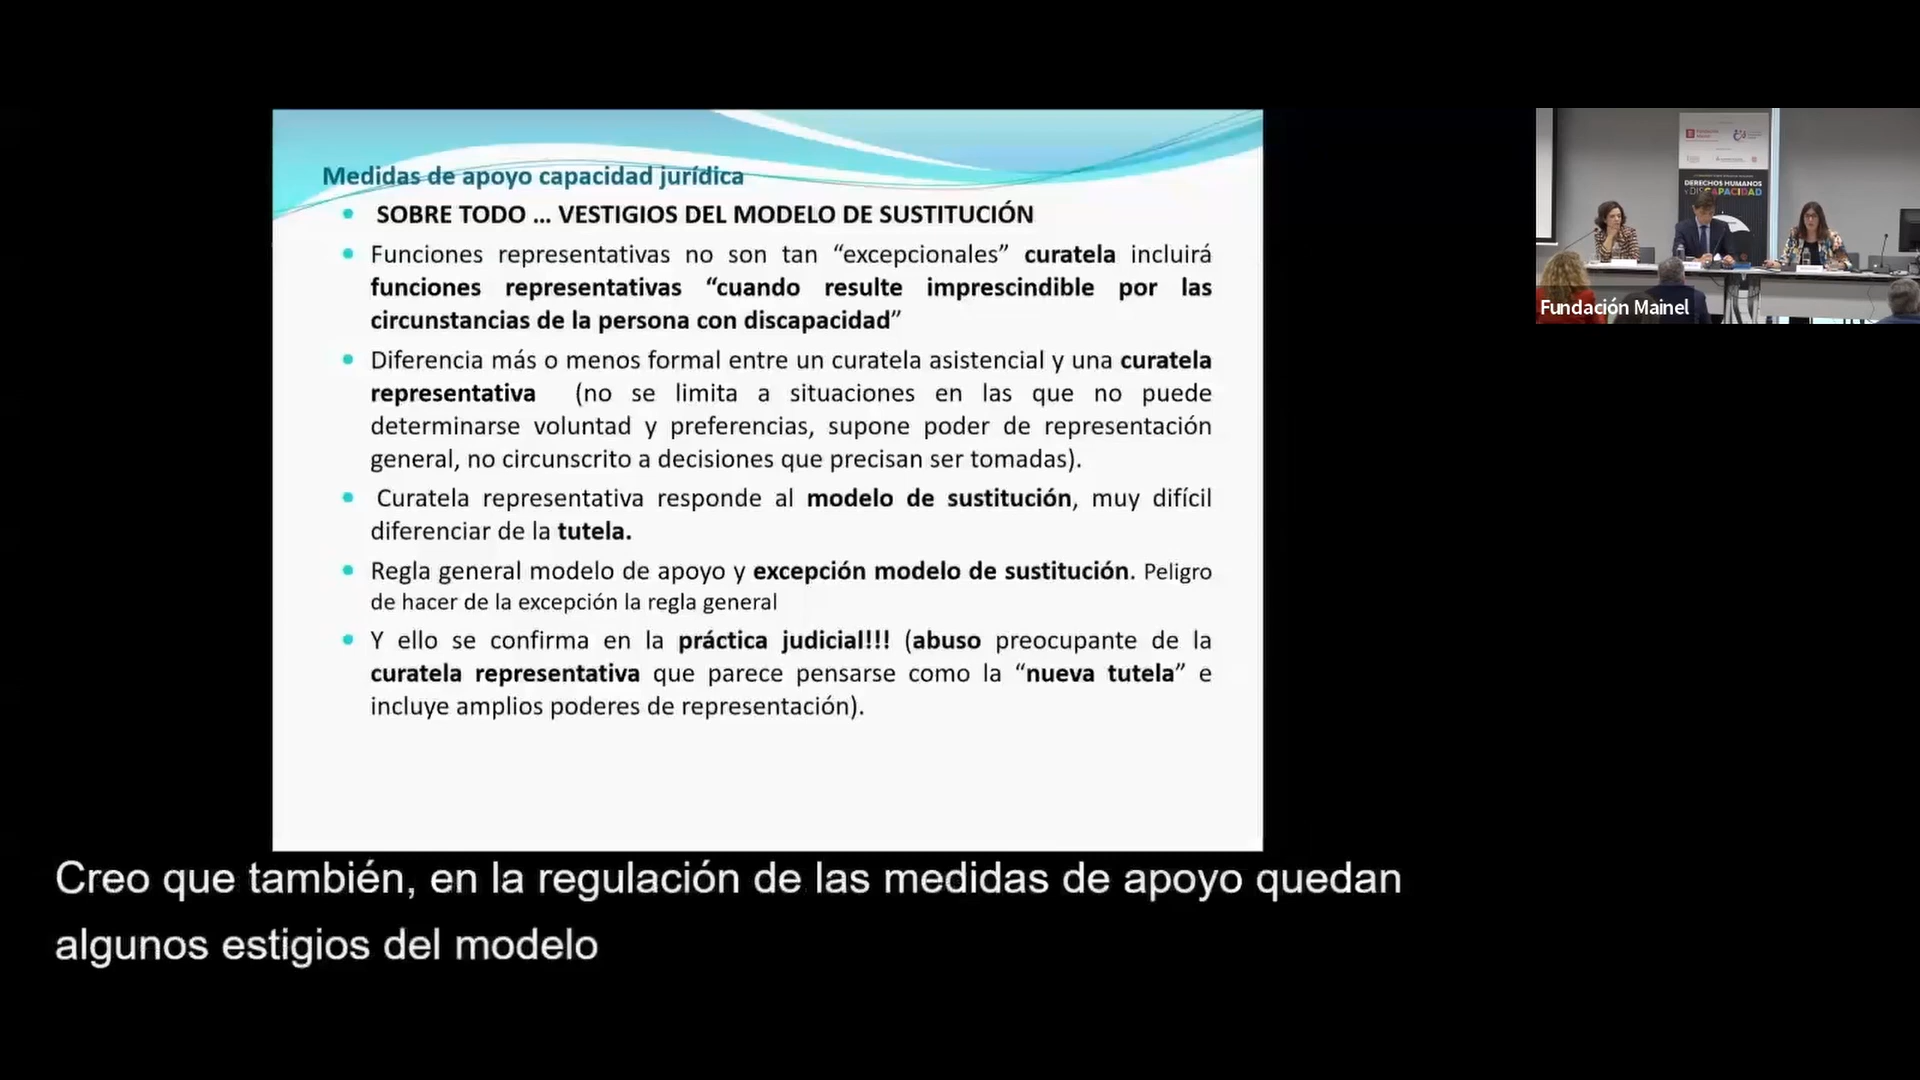 Medidas de apoyo capacidad jurídica
SOBRE TODO ... VESTIGIOS DEL MODELO DE SUSTITUCIÓN
Funciones representativas no son tan “excepcionales” curatela incluirá
funciones representativas “cuando resulte imprescindible por las
circunstancias de la persona con discapacidad”
Diferencia más o menos formal entre un curatela asistencial y una curatela
representativa (no se limita a situaciones en las que no puede
determinarse voluntad y preferencias, supone poder de representación
general, no circunscrito a decisiones que precisan ser tomadas).
Curatela representativa responde al modelo de sustitución, muy difícil
diferenciar de la tutela.
Regla general modelo de apoyo y excepción modelo de sustitución. Peligro
de hacer de la excepción la regla general
Y ello se confirma en la práctica judicial!!! (abuso preocupante de la
curatela representativa que parece pensarse como la “nueva tutela” e
incluye amplios poderes de representación).
DERECHOS HUMANOS
Y DISCAPACIDAD
Fundación Mainel
Creo que también, en la regulación de las medidas de apoyo quedan
algunos estigios del modelo